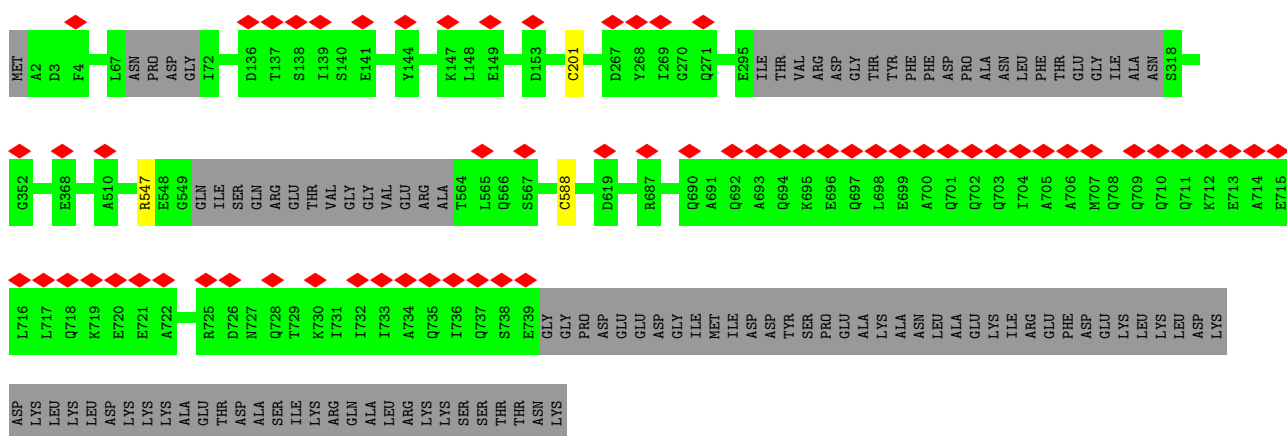 MET A2 D3 F4 L67 ASN PRO ASP GLY I72 D136 T137 S138 I139 S140 E141 Y144 K147 L148 E149 D153 C201 D267 Y268 I269 G270 Q271 E295 ILE THR VAL ARG ASP GLY THR TYR PHE PHE ASP PRO ALA ASN LEU PHE THR GLU GLY ILE ALA ASN S318
G352 E368 A510 R547 E548 G549 GLN ILE SER GLN ARG GLU THR VAL GLY GLY VAL GLU ARG ALA T564 L565 Q566 S567 C588 D619 R687 Q690 A691 Q692 A693 Q694 K695 E696 Q697 L698 E699 A700 Q701 Q702 Q703 I704 A705 A706 M707 Q708 Q709 Q710 Q711 K712 E713 A714 E715
L716 L717 Q718 K719 E720 E721 A722 R725 D726 N727 Q728 T729 K730 I731 I732 I733 A734 Q735 I736 Q737 S738 E739 GLY GLY PRO ASP GLU GLU ASP GLY ILE MET ILE ASP ASP TYR SER PRO GLU ALA LYS ALA ASN LEU ALA GLU LYS ILE ARG GLU PHE ASP GLU LYS LEU LYS LEU ASP LYS
ASP LYS LEU LYS LEU ASP LYS LYS LYS ALA GLU THR ASP ALA SER ILE LYS ARG GLN ALA LEU ARG LYS LYS SER SER THR THR ASN LYS